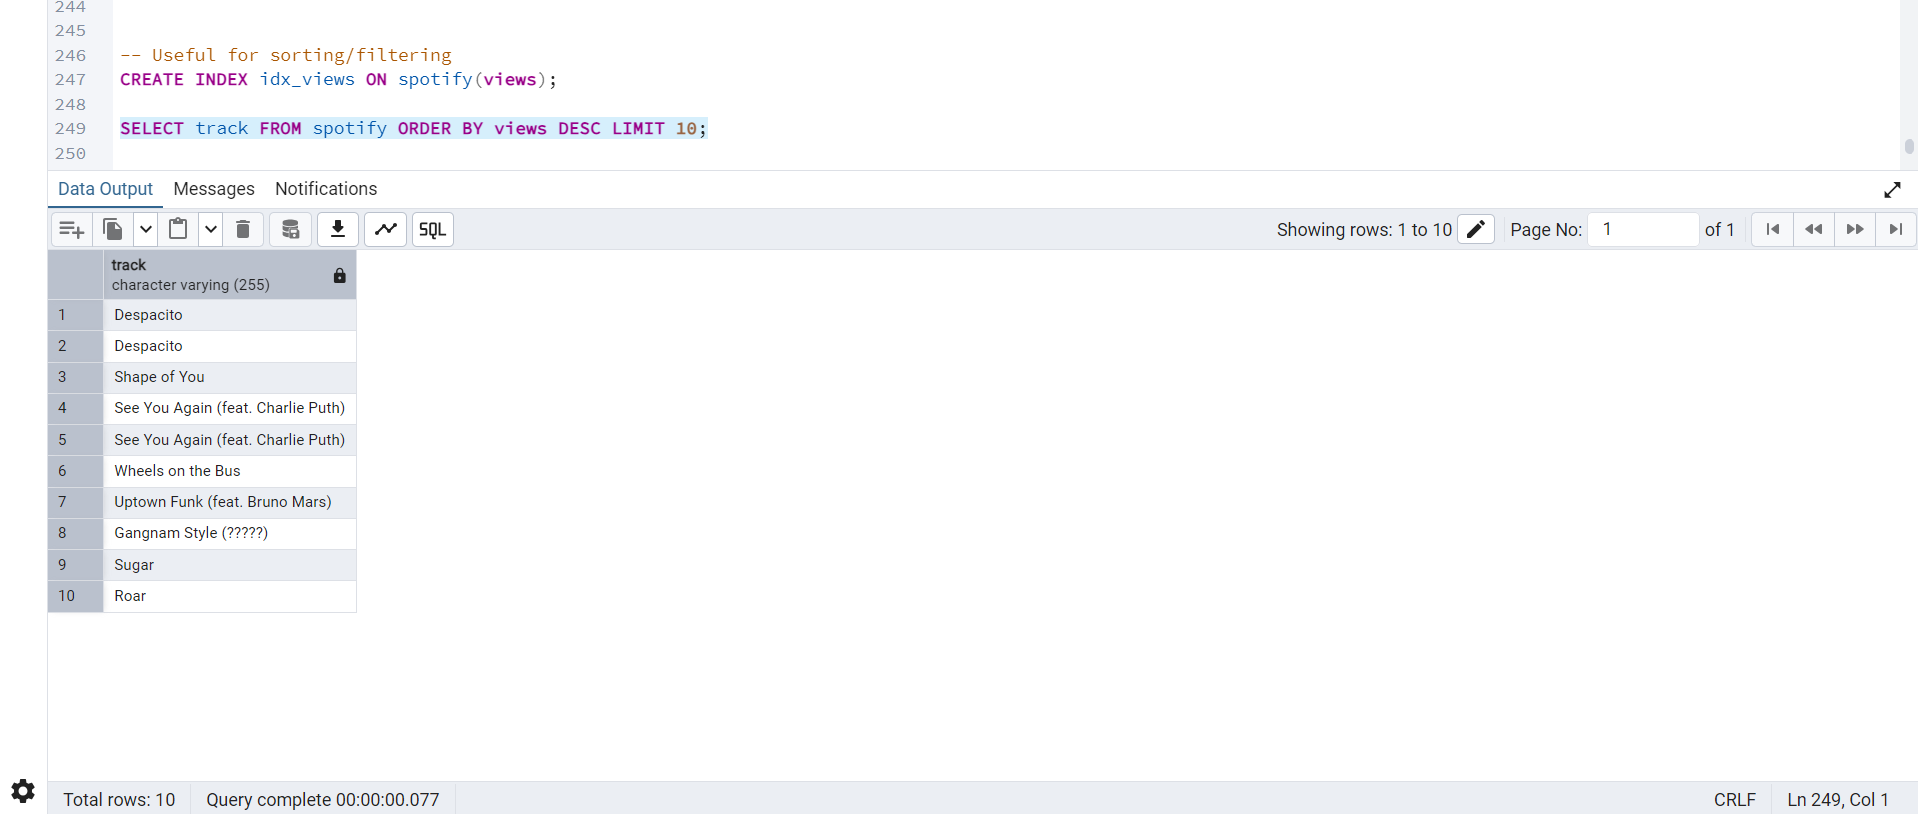 244
245
246 -- Useful for sorting/filtering
247 CREATE INDEX idx_views ON spotify(views);
248
249 SELECT track FROM spotify ORDER BY views DESC LIMIT 10;
250
Data Output Messages Notifications
SQL Showing rows: 1 to 10 Page No: 1 of 1
track
character varying (255)
1 Despacito
2 Despacito
3 Shape of You
4 See You Again (feat. Charlie Puth)
5 See You Again (feat. Charlie Puth)
6 Wheels on the Bus
7 Uptown Funk (feat. Bruno Mars)
8 Gangnam Style (?????)
9 Sugar
10 Roar
Total rows: 10 Query complete 00:00:00.077 CRLF Ln 249, Col 1